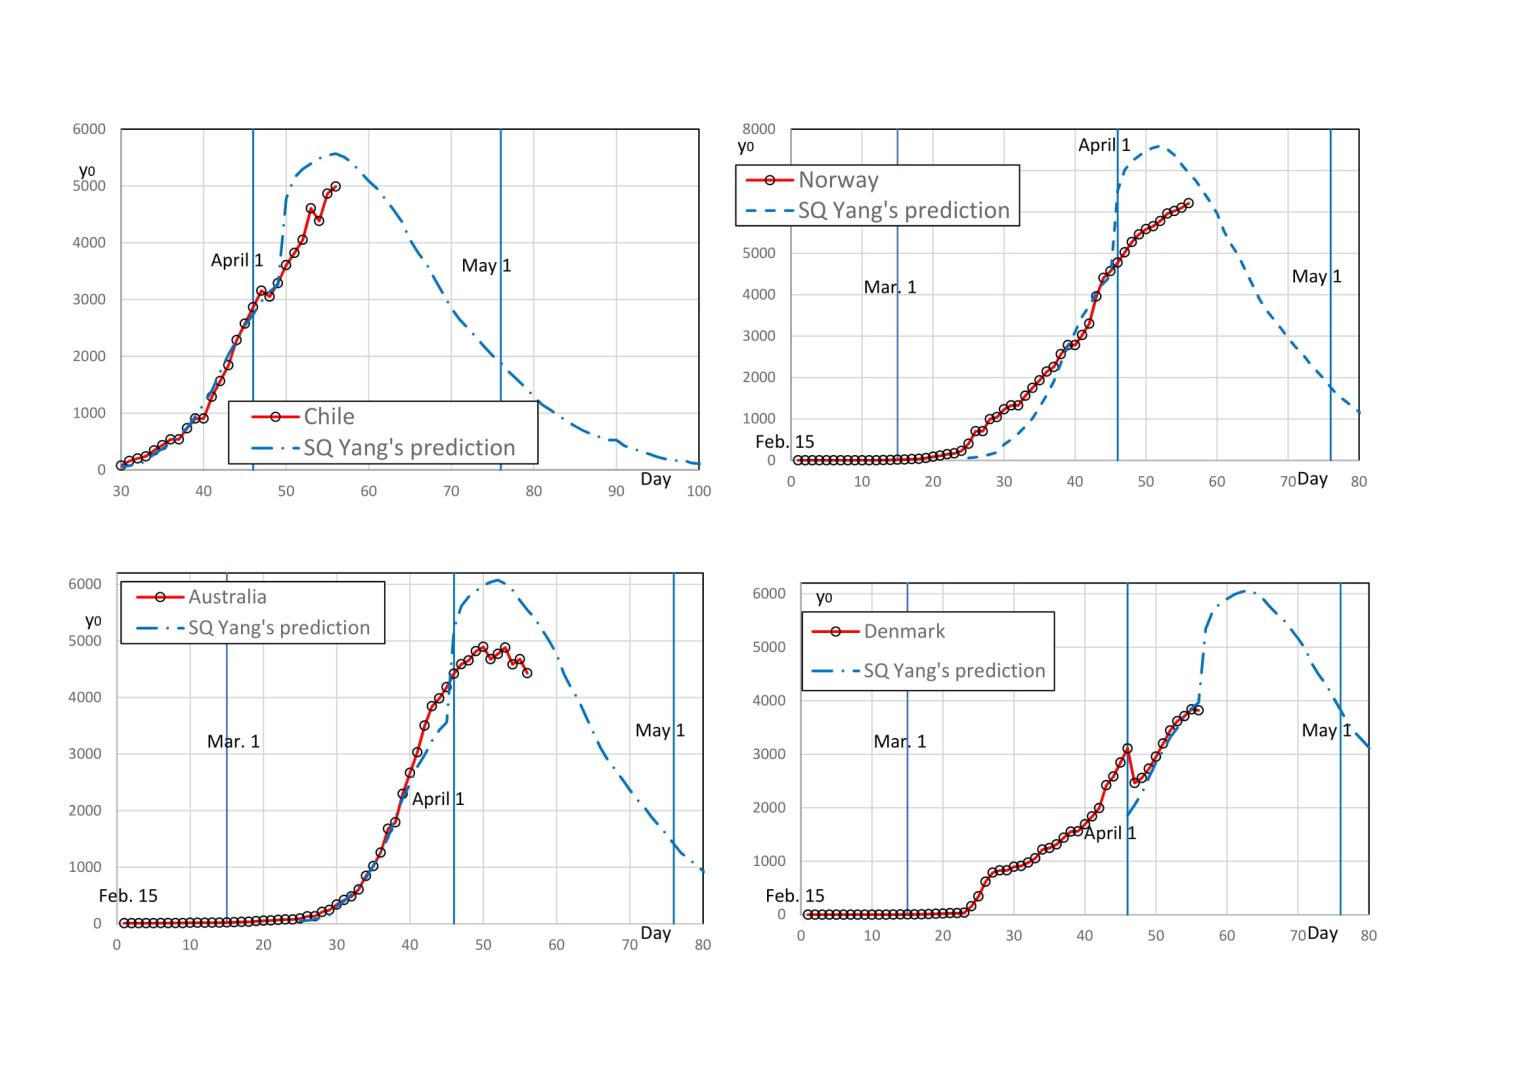 6000
y0
5000
4000
April 1
May 1
3000
2000
1000
Chile
SQ Yang's prediction
0
Day
30 40 50 60 70 80 90 100
8000
y0
April 1
Norway
SQ Yang's prediction
5000
May 1
Mar. 1
4000
3000
2000
1000
Feb. 15
0
0 10 20 30 40 50 60 70 Day 80
6000
Australia
y0
SQ Yang's prediction
5000
4000
May 1
Mar. 1
3000
April 1
2000
1000
Feb. 15
0
Day
0 10 20 30 40 50 60 70 80
6000
y0
Denmark
5000
SQ Yang's prediction
4000
May 1
Mar. 1
3000
2000
April 1
1000
Feb. 15
0
0 10 20 30 40 50 60 70 Day 80